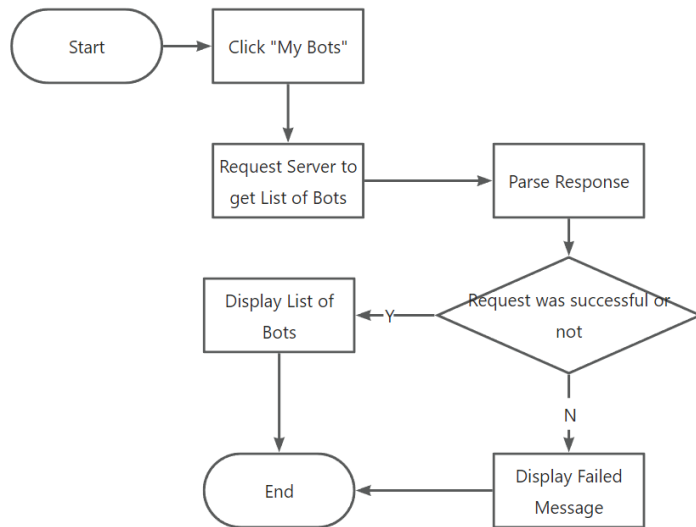 Start
Click "My Bots"
Request Server to
get List of Bots
Parse Response
Request was successful or
not
Y
Display List of
Bots
N
Display Failed
Message
End